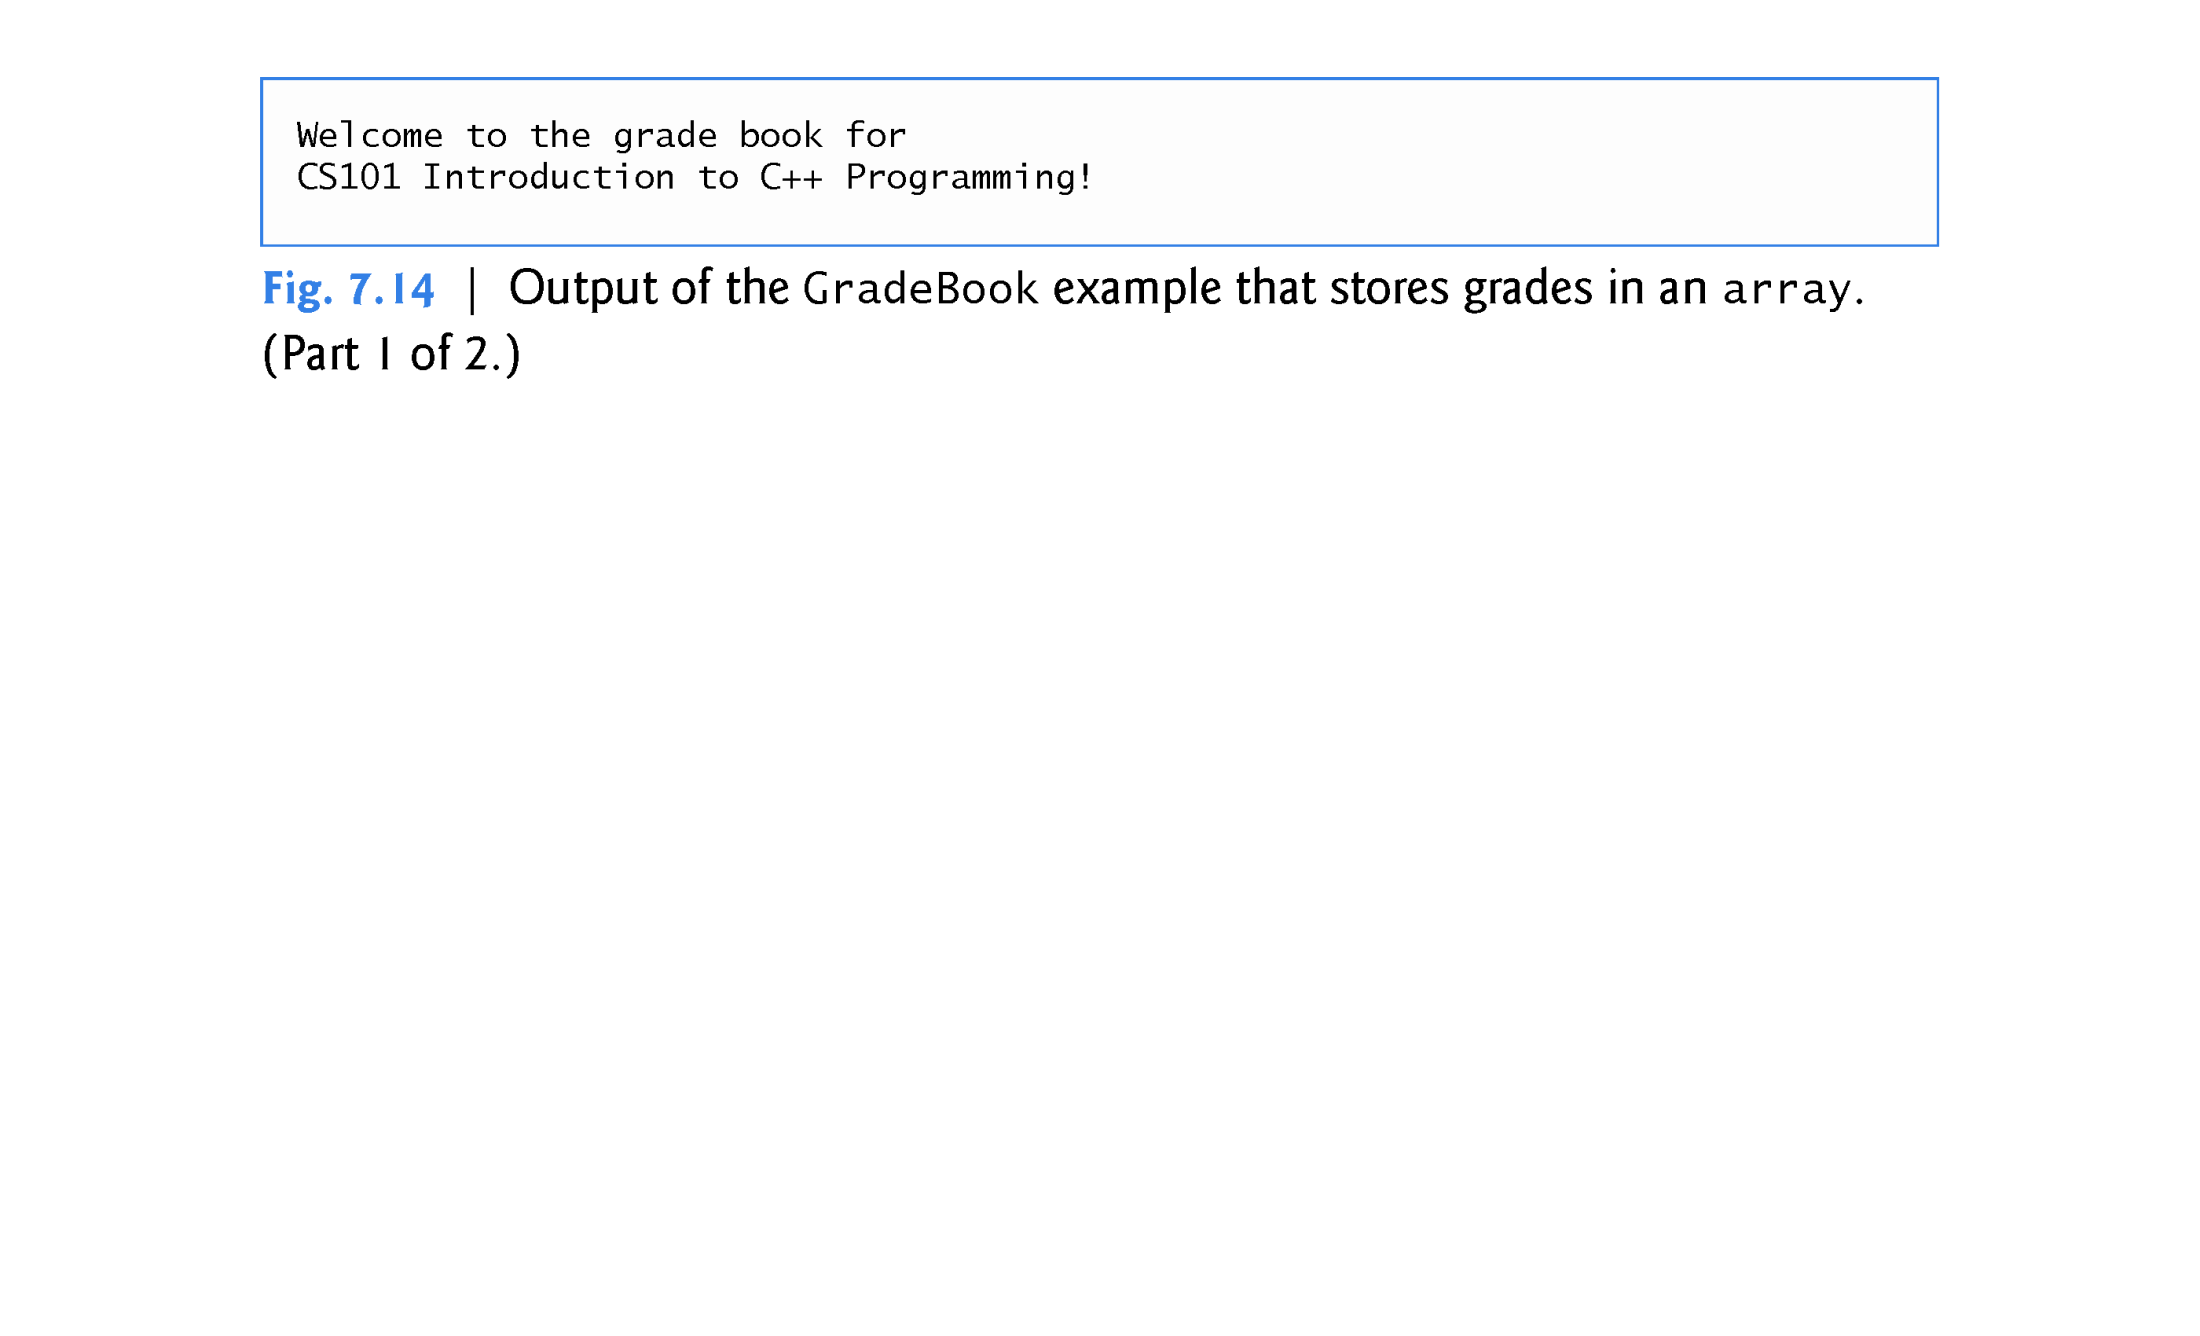 Welcome to the grade book for
CS101 Introduction to C++ Programming!
Fig. 7.14 | Output of the GradeBook example that stores grades in an array.
(Part 1 of 2.)